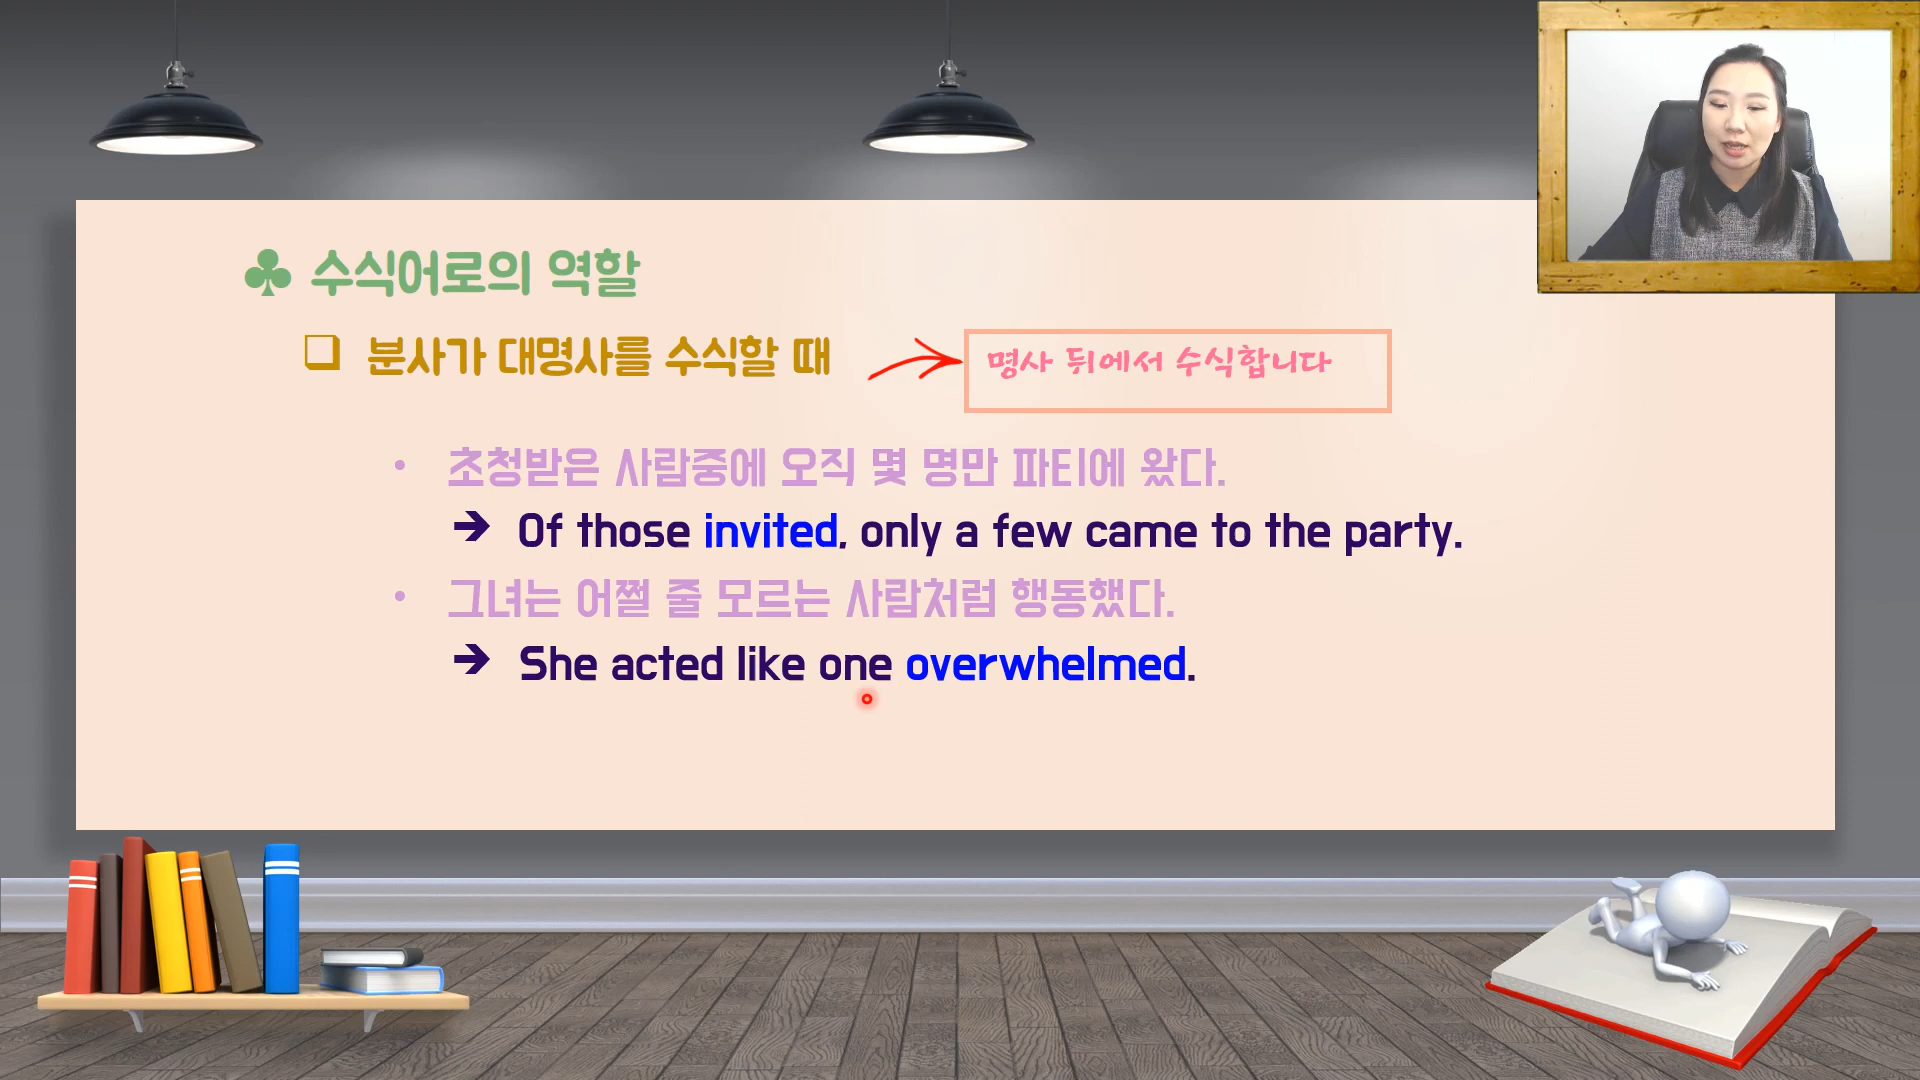 ♣ 수식어로의 역할
❑ 분사가 대명사를 수식할 때
명사 뒤에서 수식합니다
• 초청받은 사람중에 오직 몇 명만 파티에 왔다.
➔ Of those invited, only a few came to the party.
• 그녀는 어쩔 줄 모르는 사람처럼 행동했다.
➔ She acted like one overwhelmed.